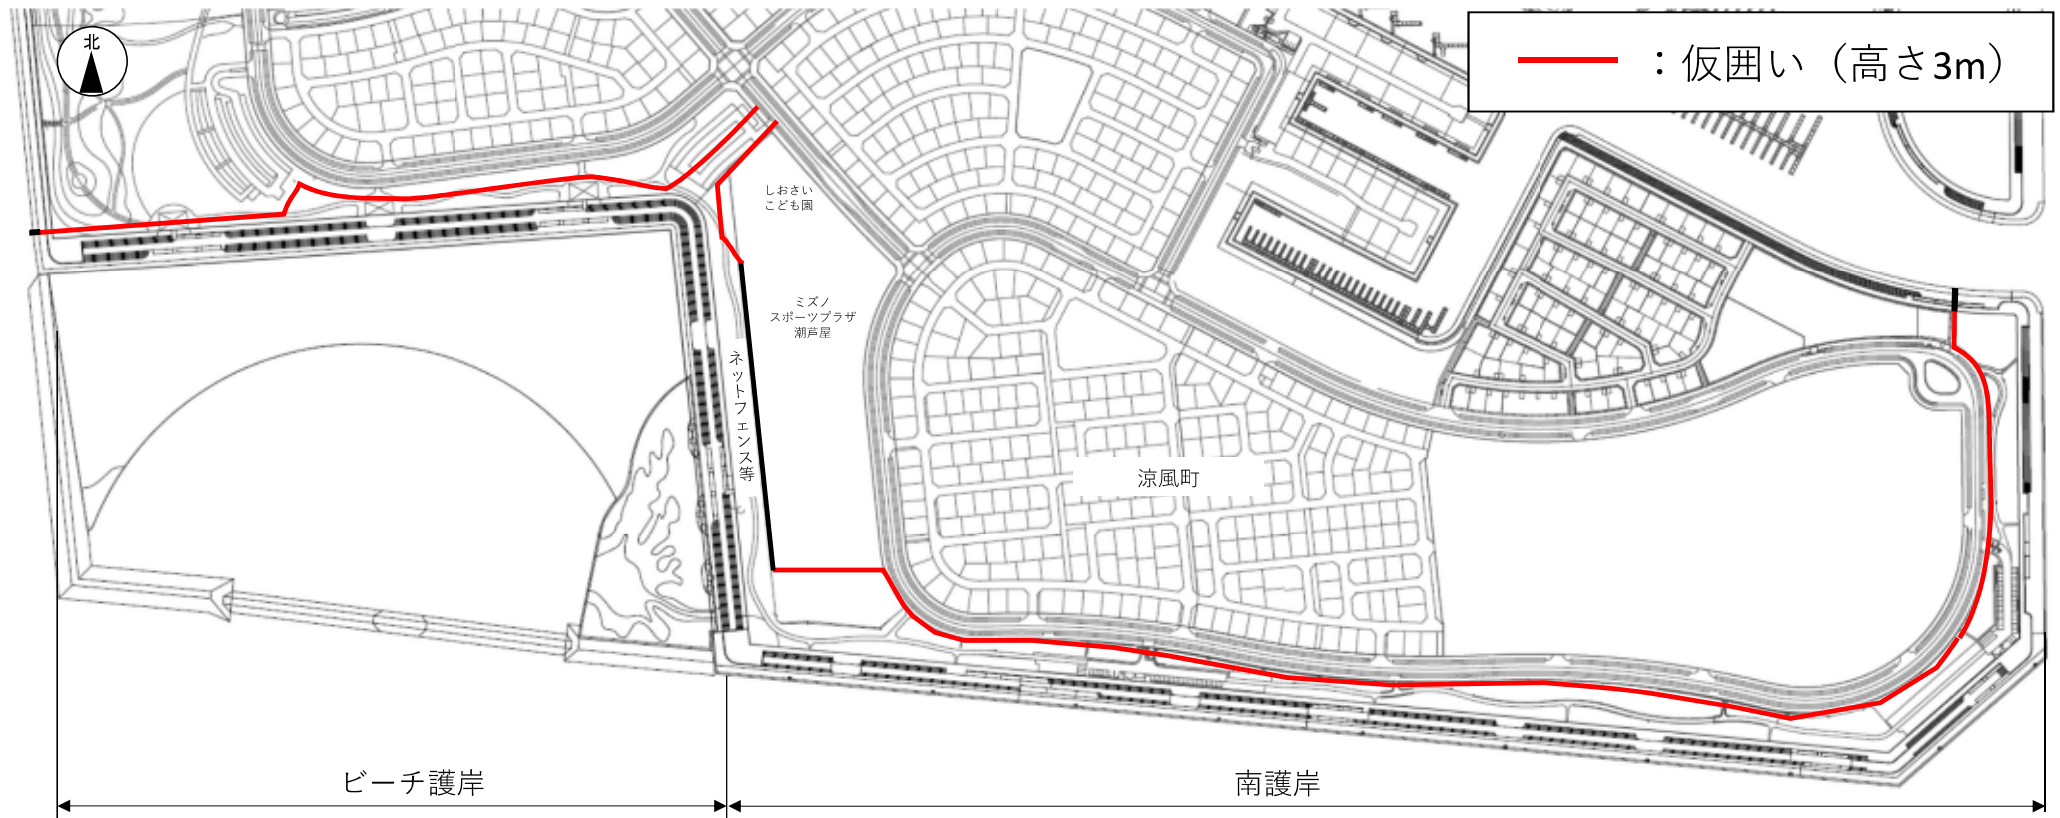 北
：仮囲い（高さ3m）
しおさい
こども園
ミズノ
スポーツプラザ
潮芦屋
ネットフェンス等
涼風町
ビーチ護岸
南護岸